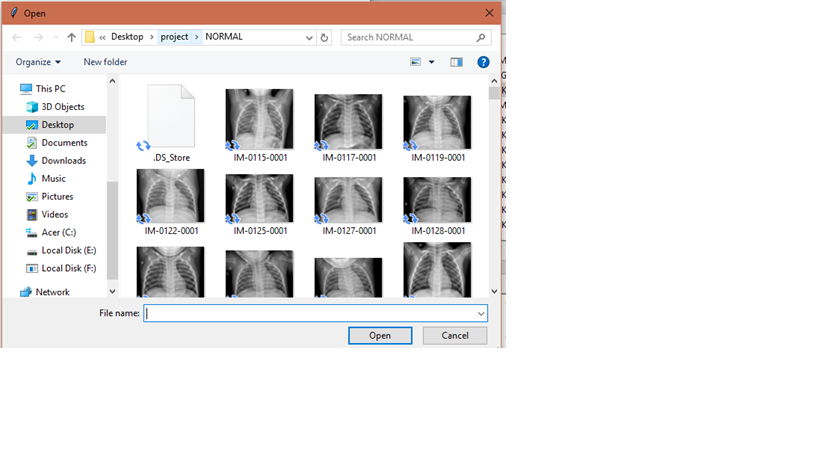 Open
« Desktop > project > NORMAL
Search NORMAL
Organize
New folder
This PC
3D Objects
Desktop
Documents
Downloads
Music
Pictures
Videos
Acer (C:)
Local Disk (E:)
Local Disk (F:)
Network
.DS_Store
IM-0115-0001
IM-0117-0001
IM-0119-0001
IM-0122-0001
IM-0125-0001
IM-0127-0001
IM-0128-0001
File name:
Open
Cancel